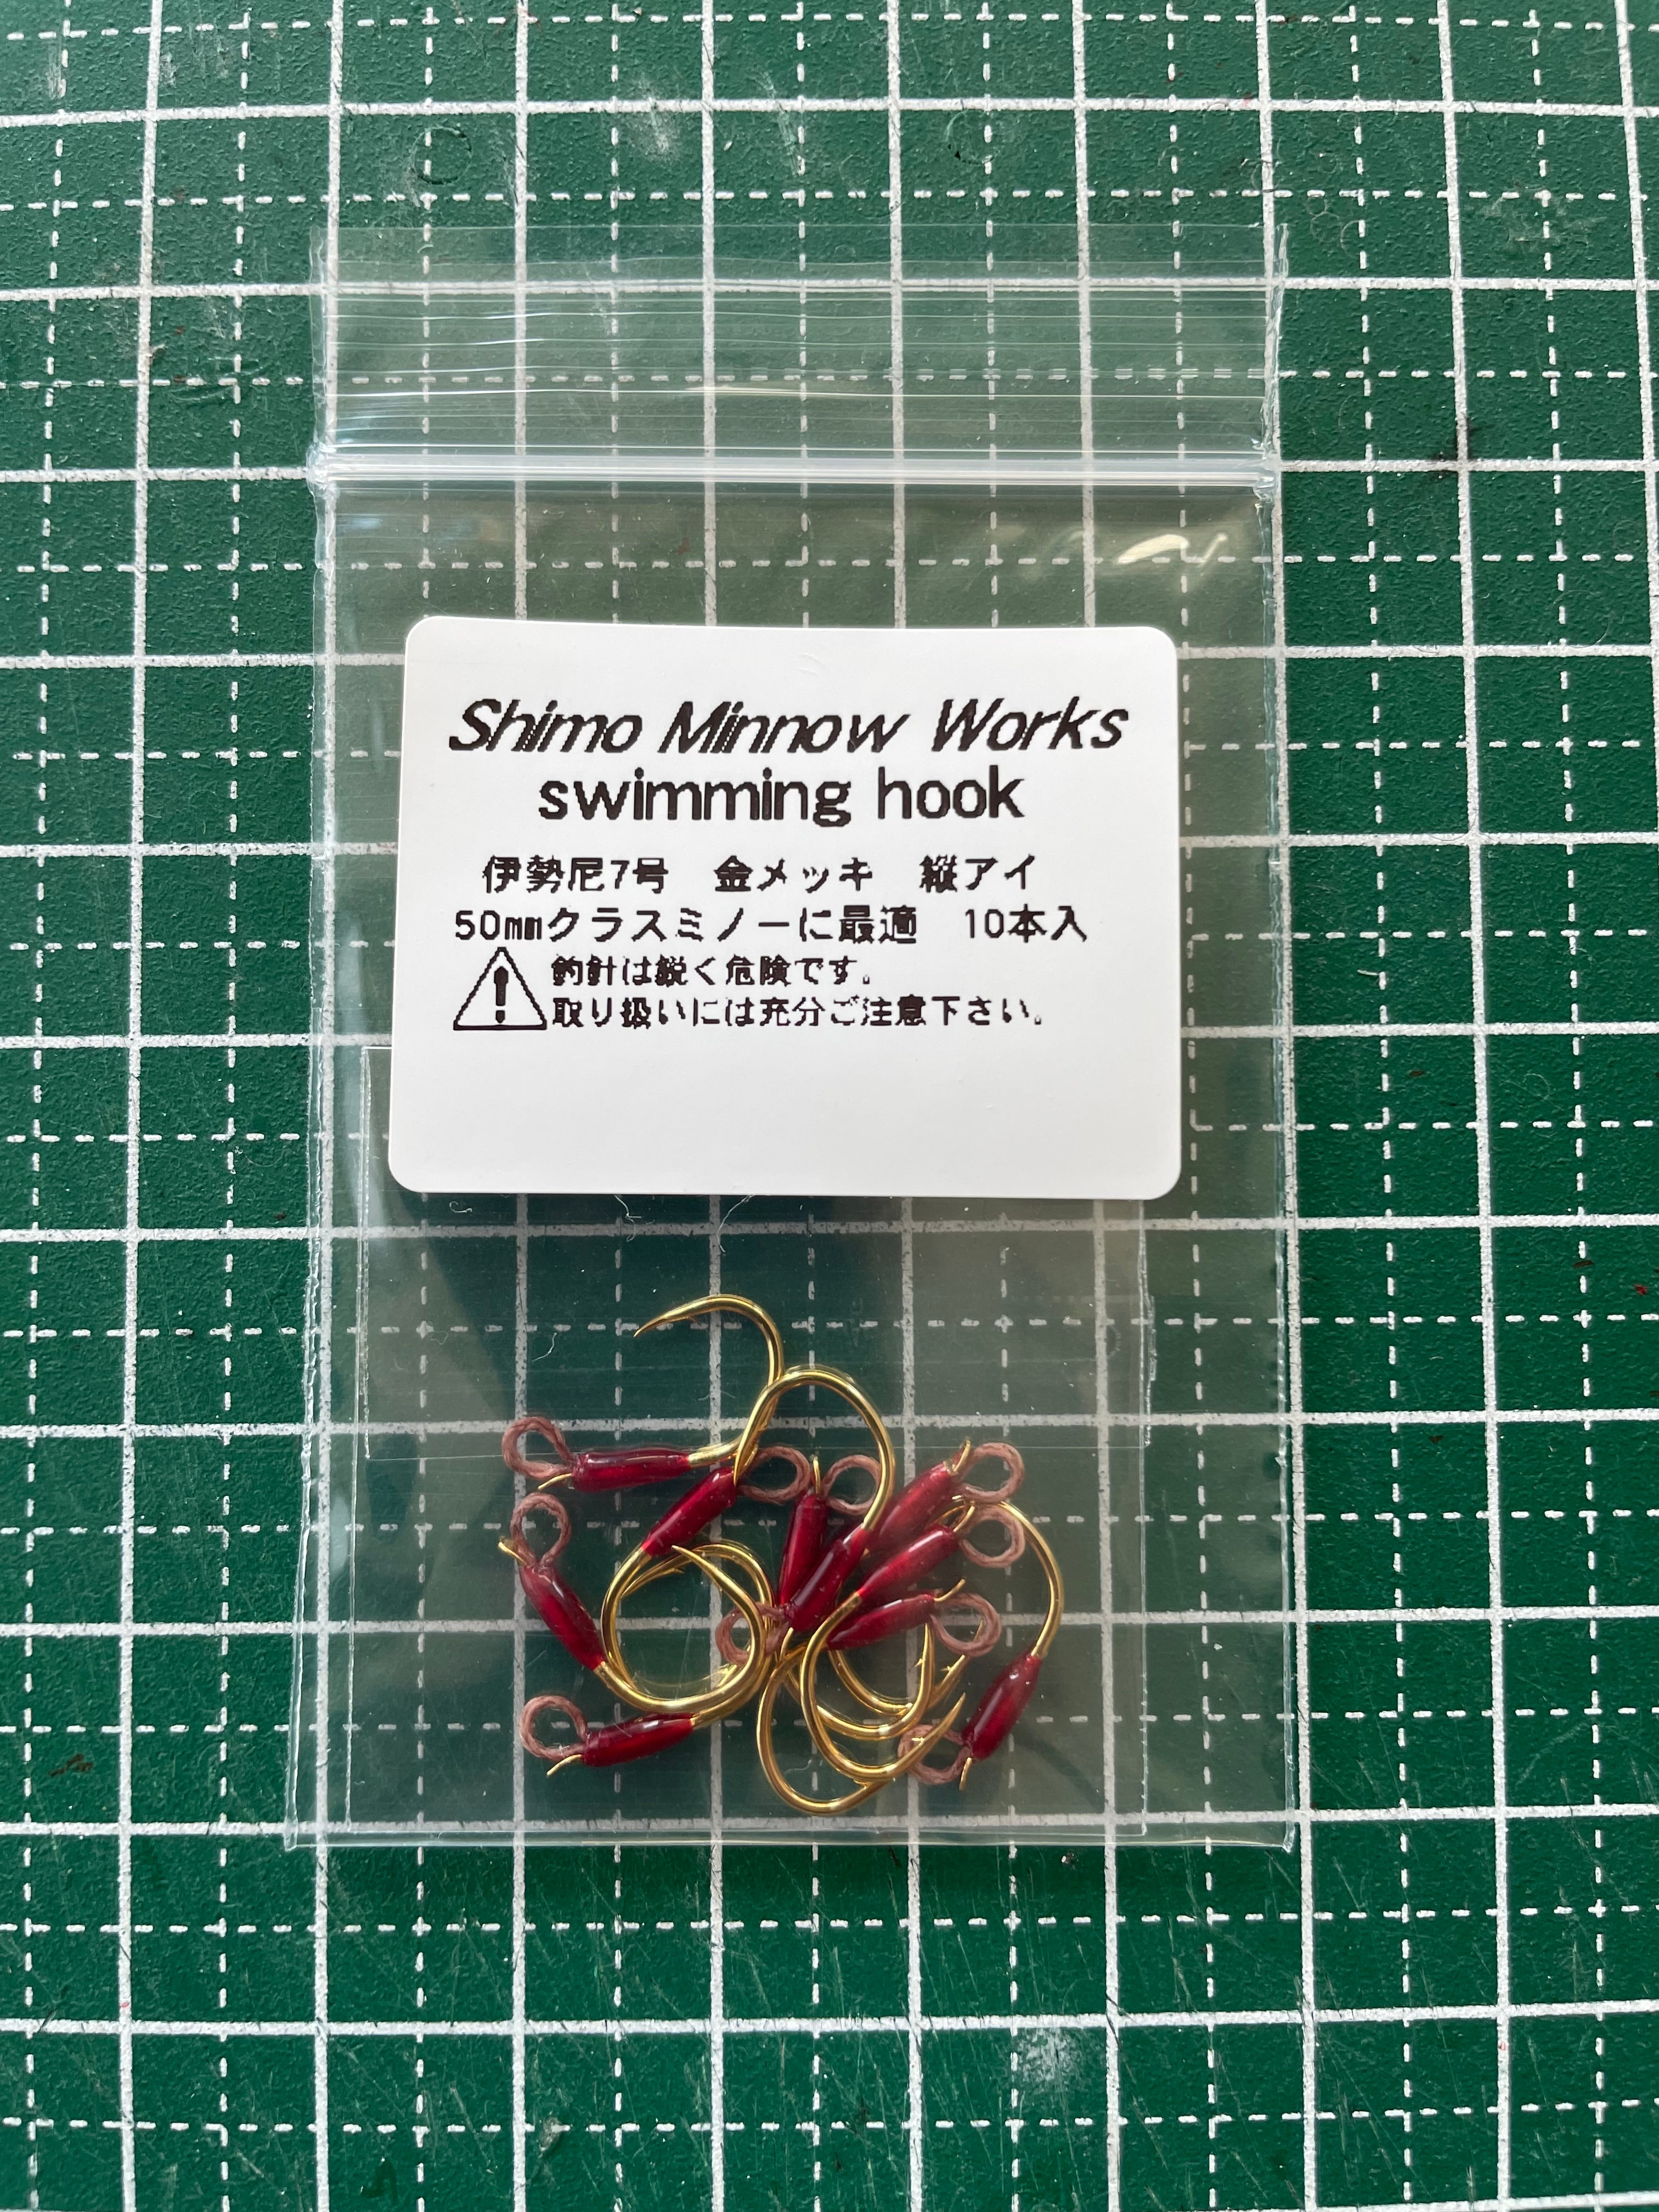 Shimo Minnow Works
swimming hook
伊勢尼7号　金メッキ　縦アイ
50mmクラスミノーに最適　10本入
釣針は鋭く危険です。
取り扱いには充分ご注意下さい。